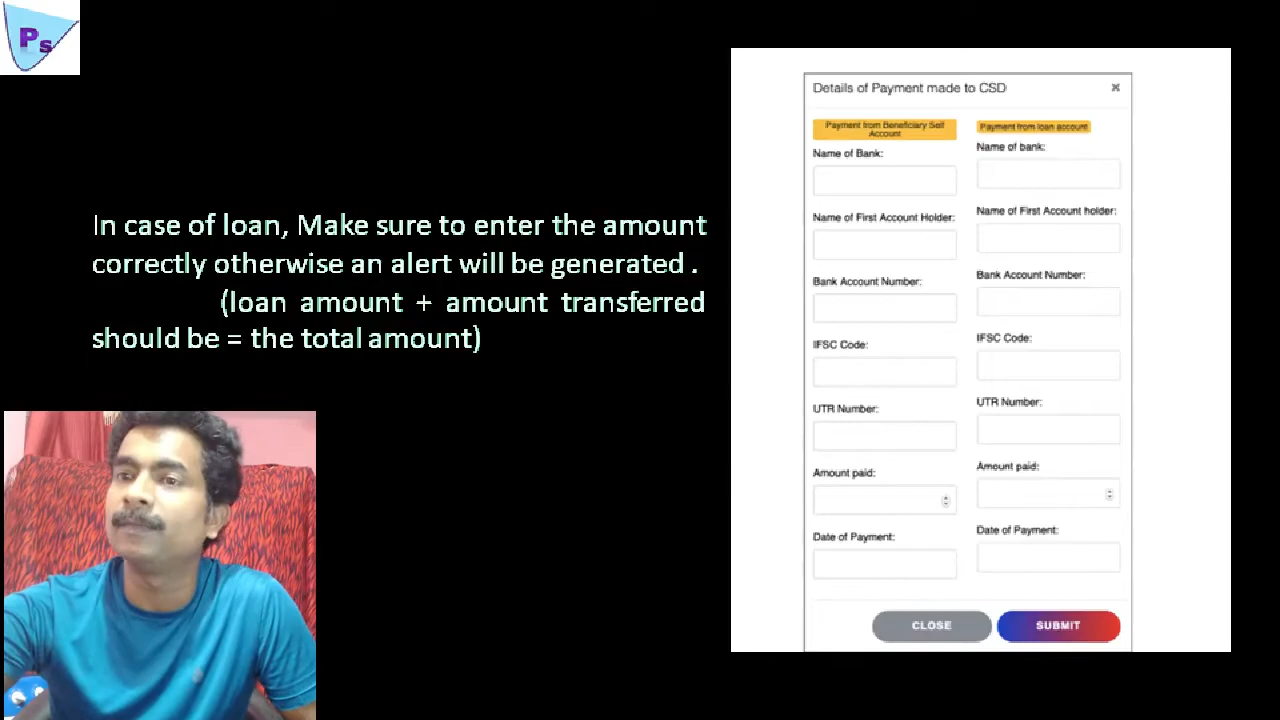 Ps
In case of loan, Make sure to enter the amount
correctly otherwise an alert will be generated .
(loan amount + amount transferred
should be = the total amount)
Details of Payment made to CSD
Payment from Beneficiary Self
Account
Name of Bank:
Name of First Account Holder:
Bank Account Number:
IFSC Code:
UTR Number:
Amount paid:
Date of Payment:
Payment from loan account
Name of bank:
Name of First Account holder:
Bank Account Number:
IFSC Code:
UTR Number:
Amount paid:
Date of Payment:
CLOSE
SUBMIT